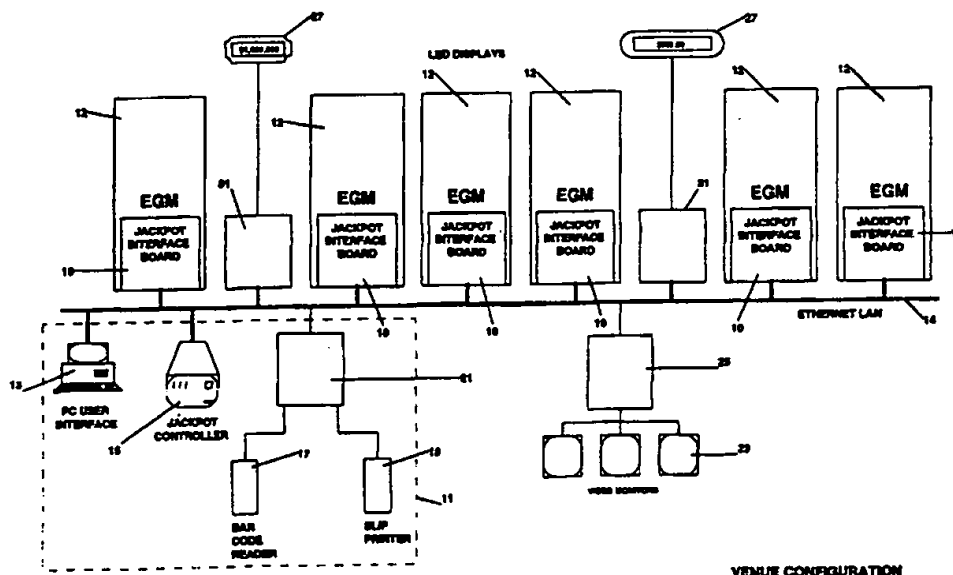 27
27
LED DISPLAYS
12
12
12
12
12
12
EGM
JACKPOT
INTERFACE
BOARD
21
EGM
JACKPOT
INTERFACE
BOARD
EGM
JACKPOT
INTERFACE
BOARD
EGM
JACKPOT
INTERFACE
BOARD
21
EGM
JACKPOT
INTERFACE
BOARD
EGM
JACKPOT
INTERFACE
BOARD
10
10
10
10
10
ETHERNET LAN
14
13
PC USER
INTERFACE
15
JACKPOT
CONTROLLER
21
25
17
19
11
23
BAR
CODE
READER
SLIP
PRINTER
VIDEO MONITORS
VENUE CONFIGURATION